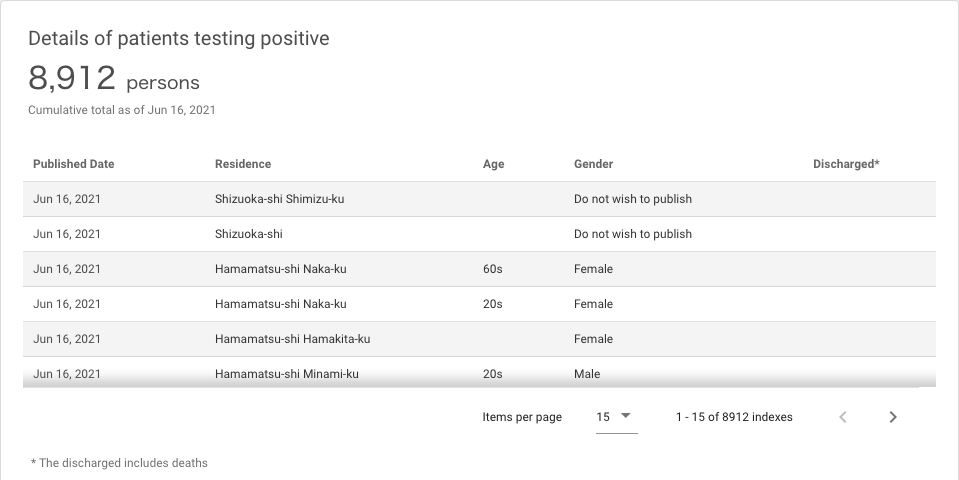 Details of patients testing positive
8,912 persons
Cumulative total as of Jun 16, 2021
Published Date Residence Age Gender Discharged*
Jun 16, 2021 Shizuoka-shi Shimizu-ku Do not wish to publish
Jun 16, 2021 Shizuoka-shi Do not wish to publish
Jun 16, 2021 Hamamatsu-shi Naka-ku 60s Female
Jun 16, 2021 Hamamatsu-shi Naka-ku 20s Female
Jun 16, 2021 Hamamatsu-shi Hamakita-ku Female
Jun 16, 2021 Hamamatsu-shi Minami-ku 20s Male
Items per page 15 1 - 15 of 8912 indexes
* The discharged includes deaths